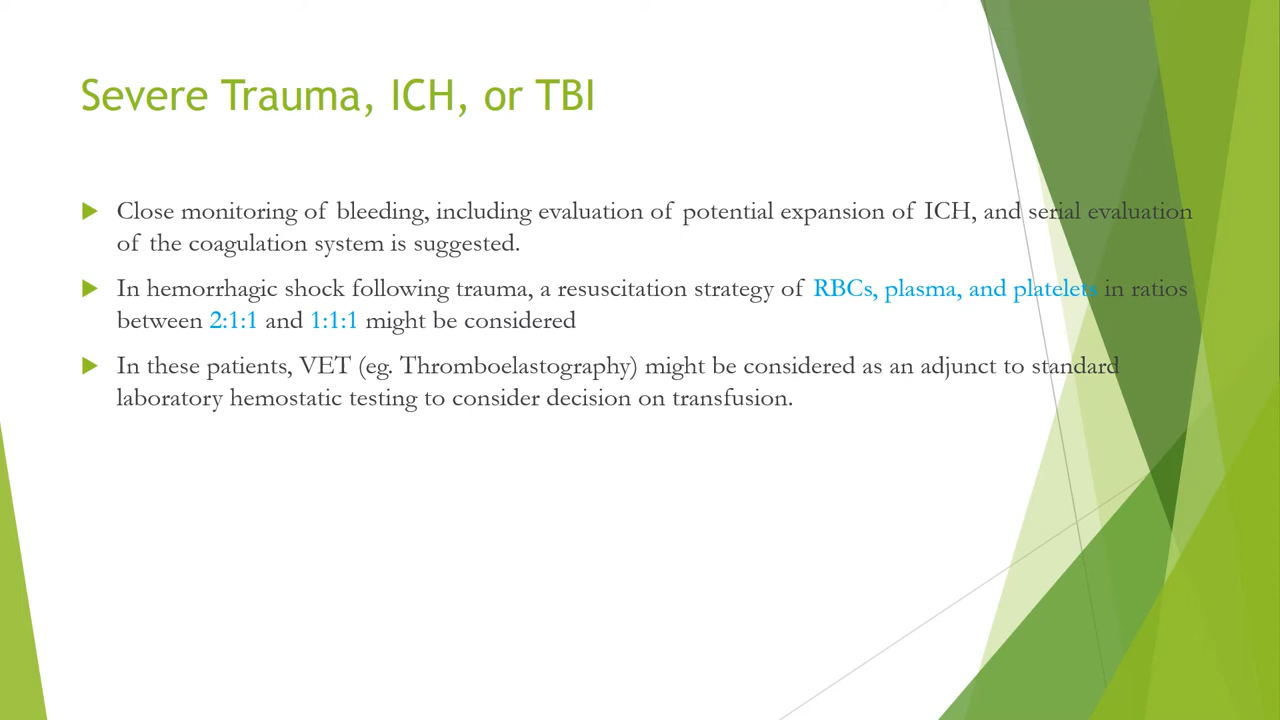 Severe Trauma, ICH, or TBI
Close monitoring of bleeding, including evaluation of potential expansion of ICH, and serial evaluation
of the coagulation system is suggested.
In hemorrhagic shock following trauma, a resuscitation strategy of RBCs, plasma, and platelets in ratios
between 2:1:1 and 1:1:1 might be considered
In these patients, VET (eg. Thromboelastography) might be considered as an adjunct to standard
laboratory hemostatic testing to consider decision on transfusion.